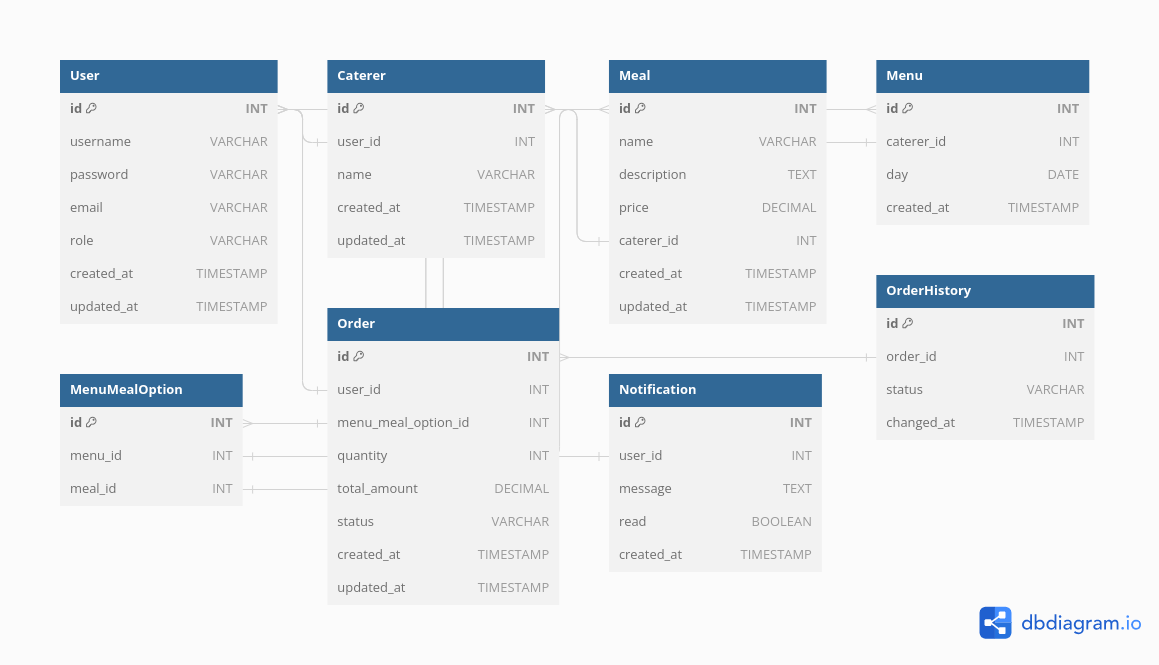 User
id INT
username VARCHAR
password VARCHAR
email VARCHAR
role VARCHAR
created_at TIMESTAMP
updated_at TIMESTAMP
Caterer
id INT
user_id INT
name VARCHAR
created_at TIMESTAMP
updated_at TIMESTAMP
Meal
id INT
name VARCHAR
description TEXT
price DECIMAL
caterer_id INT
created_at TIMESTAMP
updated_at TIMESTAMP
Menu
id INT
caterer_id INT
day DATE
created_at TIMESTAMP
OrderHistory
id INT
order_id INT
status VARCHAR
changed_at TIMESTAMP
Order
id INT
user_id INT
menu_meal_option_id INT
quantity INT
total_amount DECIMAL
status VARCHAR
created_at TIMESTAMP
updated_at TIMESTAMP
MenuMealOption
id INT
menu_id INT
meal_id INT
Notification
id INT
user_id INT
message TEXT
read BOOLEAN
created_at TIMESTAMP
dbdiagram.io